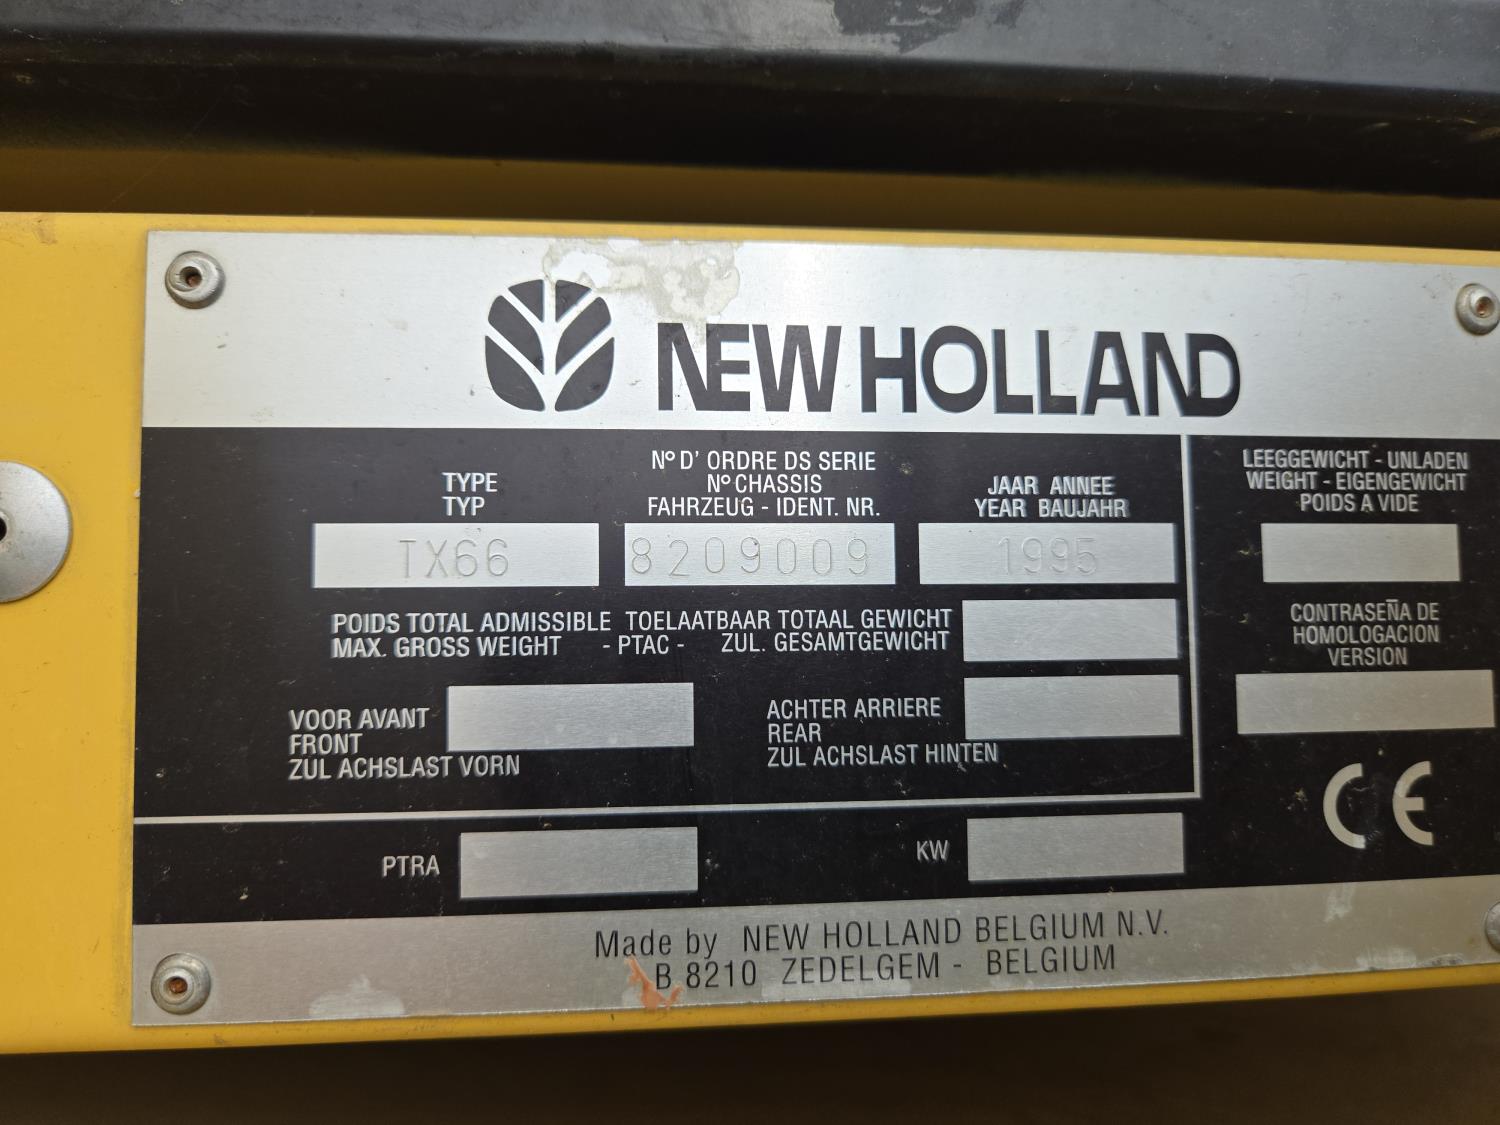 NEW HOLLAND
TYPE
TYP
TX66
Nº D' ORDRE DS SERIE
Nº CHASSIS
FAHRZEUG - IDENT. NR.
8209009
JAAR ANNEE
YEAR BAUJAHR
1995
LEEGGEWICHT - UNLADEN
WEIGHT - EIGENGEWICHT
POIDS A VIDE
POIDS TOTAL ADMISSIBLE TOELAATBAAR TOTAAL GEWICHT
MAX. GROSS WEIGHT - PTAC - ZUL. GESAMTGEWICHT
CONTRASEÑA DE
HOMOLOGACION
VERSION
VOOR AVANT
FRONT
ZUL ACHSLAST VORN
ACHTER ARRIERE
REAR
ZUL ACHSLAST HINTEN
CE
PTRA
KW
Made by NEW HOLLAND BELGIUM N.V.
B 8210 ZEDELGEM - BELGIUM